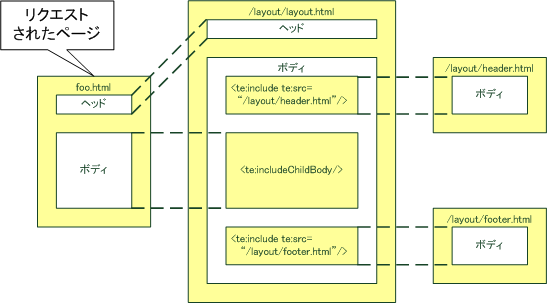 リクエスト
されたページ
foo.html
ヘッド
ボディ
/layout/layout.html
ヘッド
ボディ
<te:include te:src=
“/layout/header.html”/>
<te:includeChildBody/>
<te:include te:src=
“/layout/footer.html”/>
/layout/header.html
ボディ
/layout/footer.html
ボディ